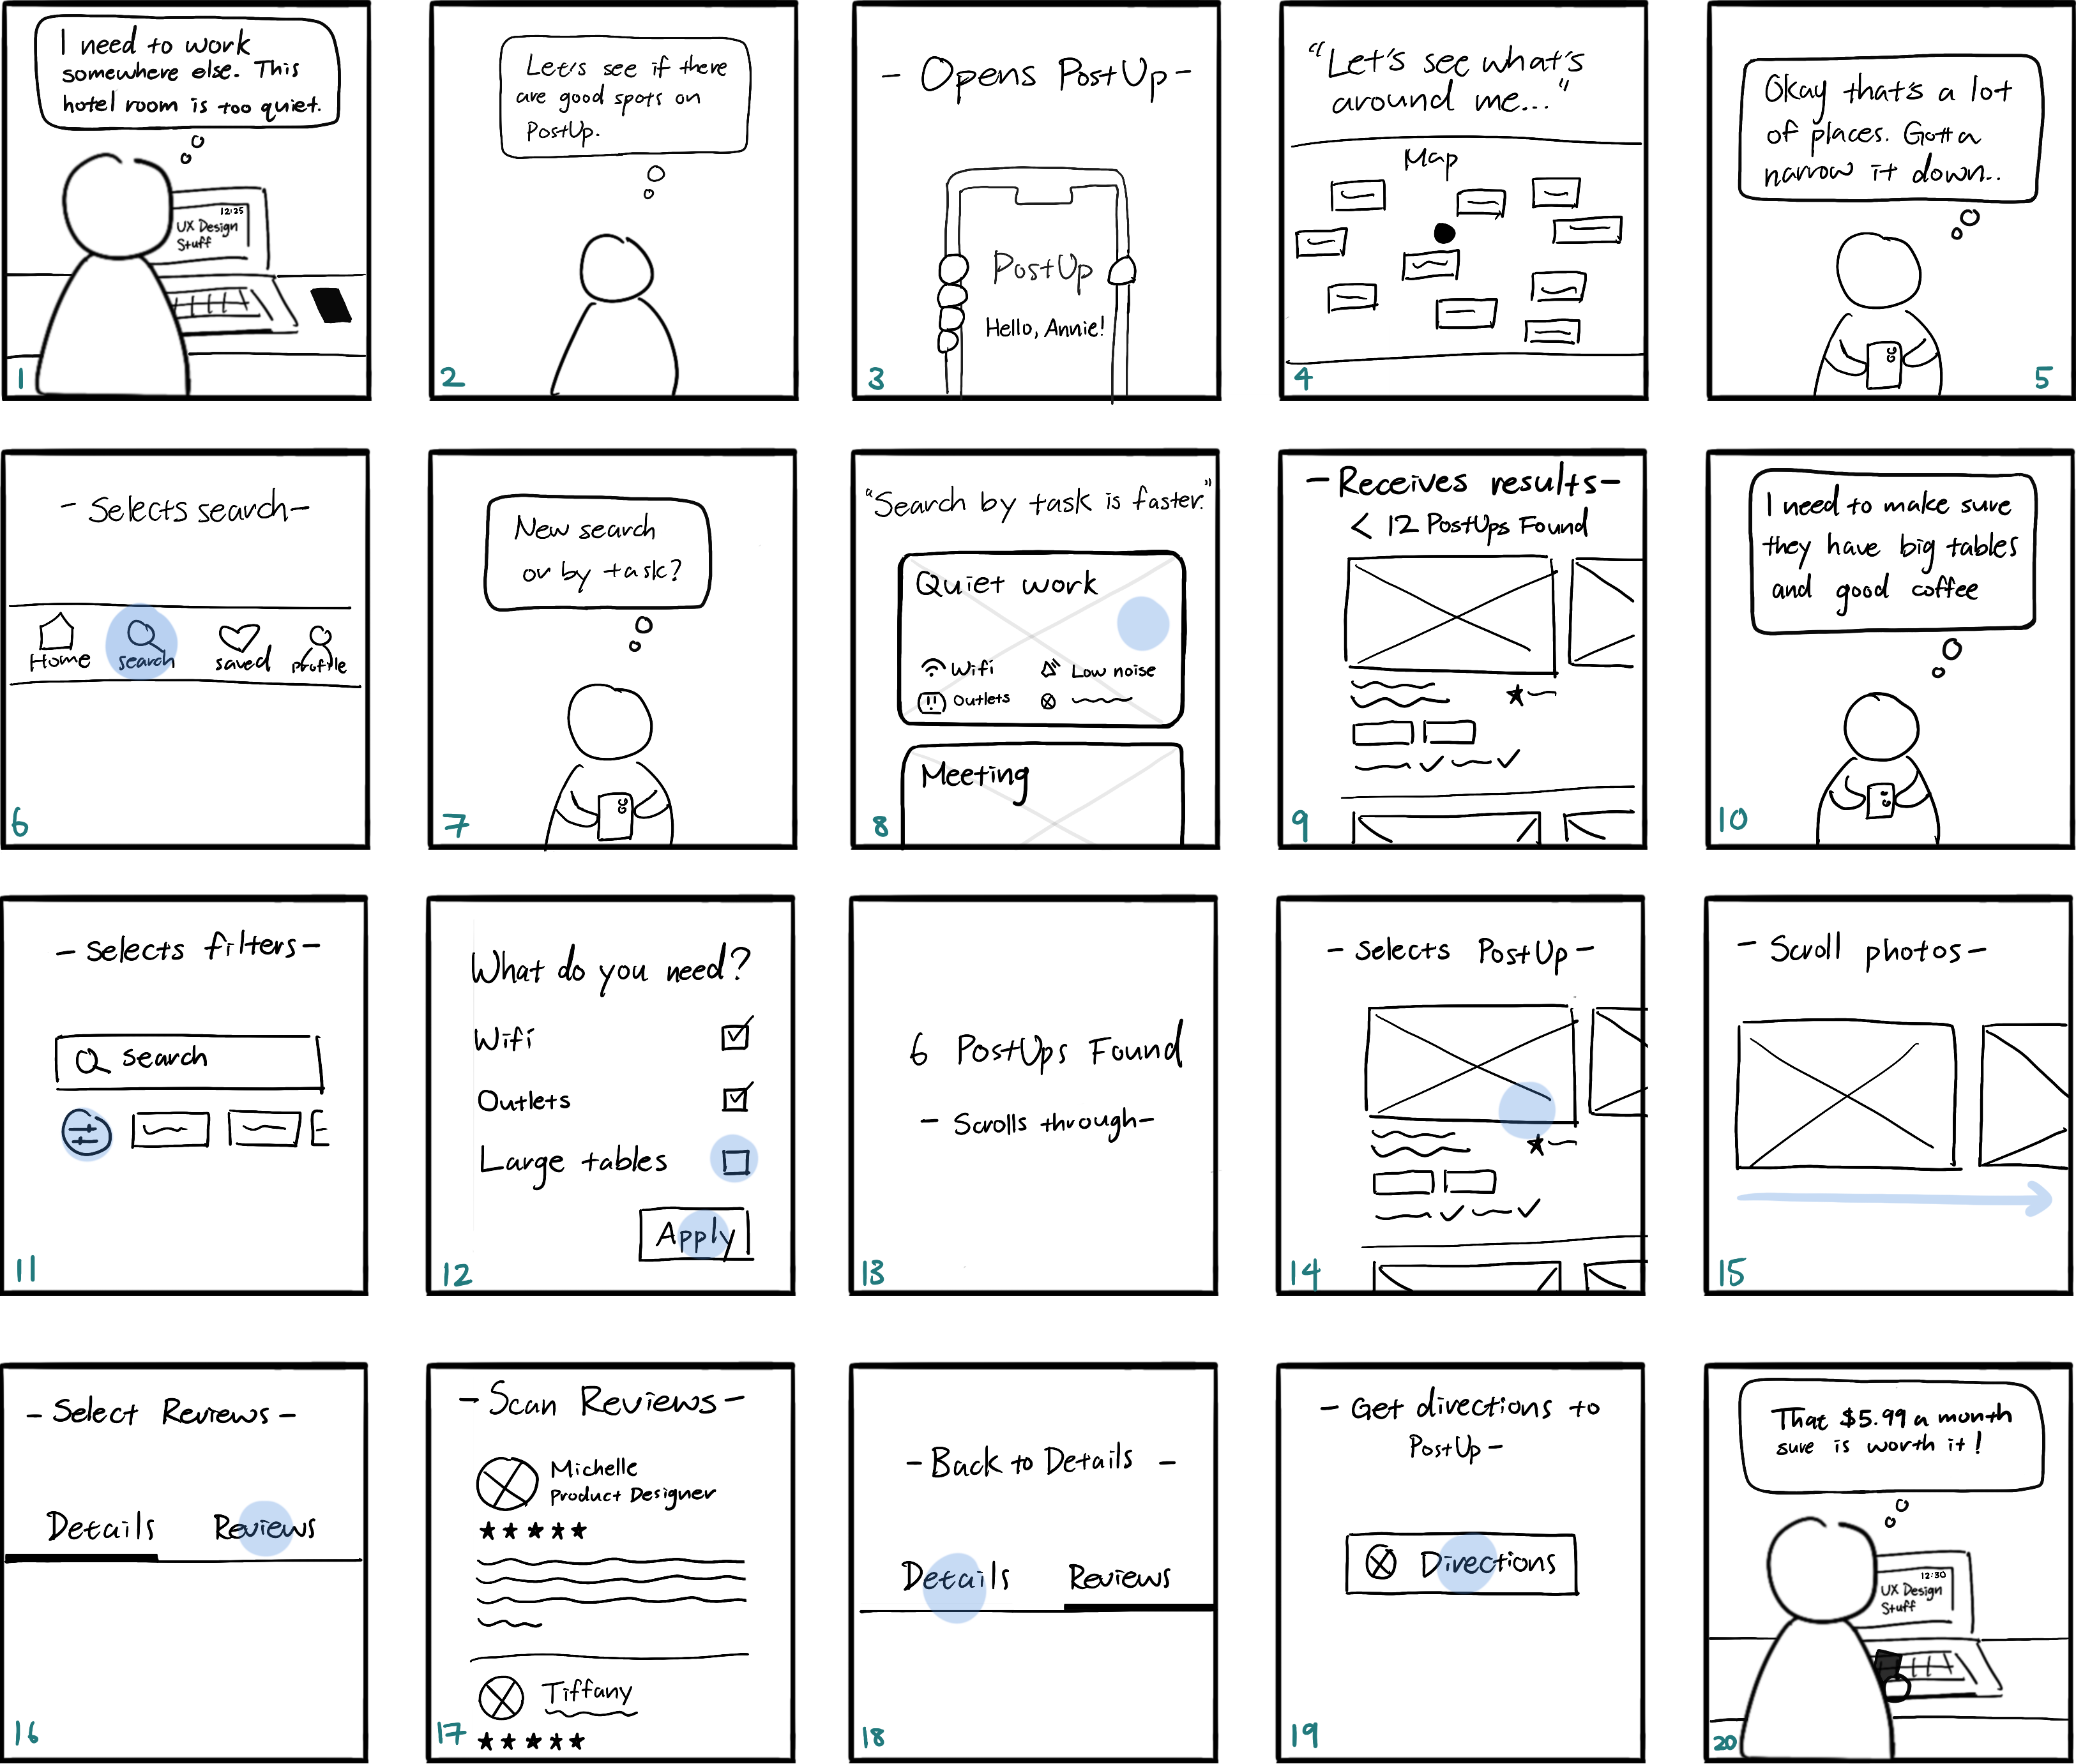 I need to work
somewhere else. This
hotel room is too quiet.
12:25
UX Design
Stuff
1
Let's see if there
are good spots on
PostUp.
2
- Opens PostUp -
PostUp
Hello, Annie!
3
"Let's see what's
around me..."
Map
4
Okay that's a lot
of places. Gotta
narrow it down..
5
- Selects search -
Home
search
saved
profile
6
New search
or by task?
7
"Search by task is faster."
Quiet work
Wifi
Low noise
Outlets
Meeting
8
- Receives results -
< 12 PostUps Found
9
I need to make sure
they have big tables
and good coffee
10
- Selects filters -
search
11
What do you need?
Wifi
Outlets
Large tables
Apply
12
6 PostUps Found
- Scrolls through -
13
- Selects PostUp -
14
- Scroll photos -
15
- Select Reviews -
Details
Reviews
16
- Scan Reviews -
Michelle
Product Designer
★★★★★
Tiffany
★★★★★
17
- Back to Details -
Details
Reviews
18
- Get directions to
PostUp -
Directions
19
That $5.99 a month
sure is worth it!
12:30
UX Design
Stuff
20